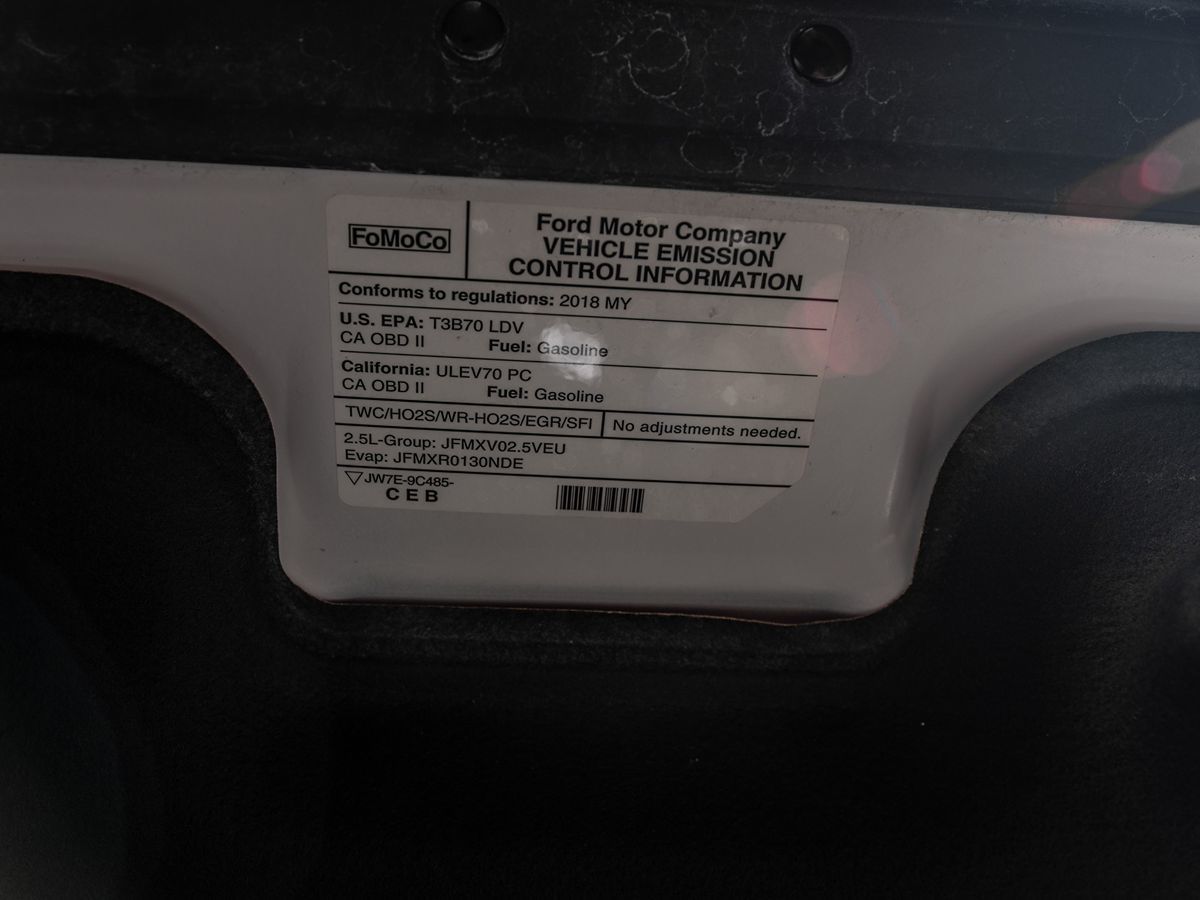 FoMoCo
Ford Motor Company
VEHICLE EMISSION
CONTROL INFORMATION
Conforms to regulations: 2018 MY
U.S. EPA: T3B70 LDV
CA OBD II Fuel: Gasoline
California: ULEV70 PC
CA OBD II Fuel: Gasoline
TWC/HO2S/WR-HO2S/EGR/SFI No adjustments needed.
2.5L-Group: JFMXV02.5VEU
Evap: JFMXR0130NDE
JW7E-9C485-
CEB